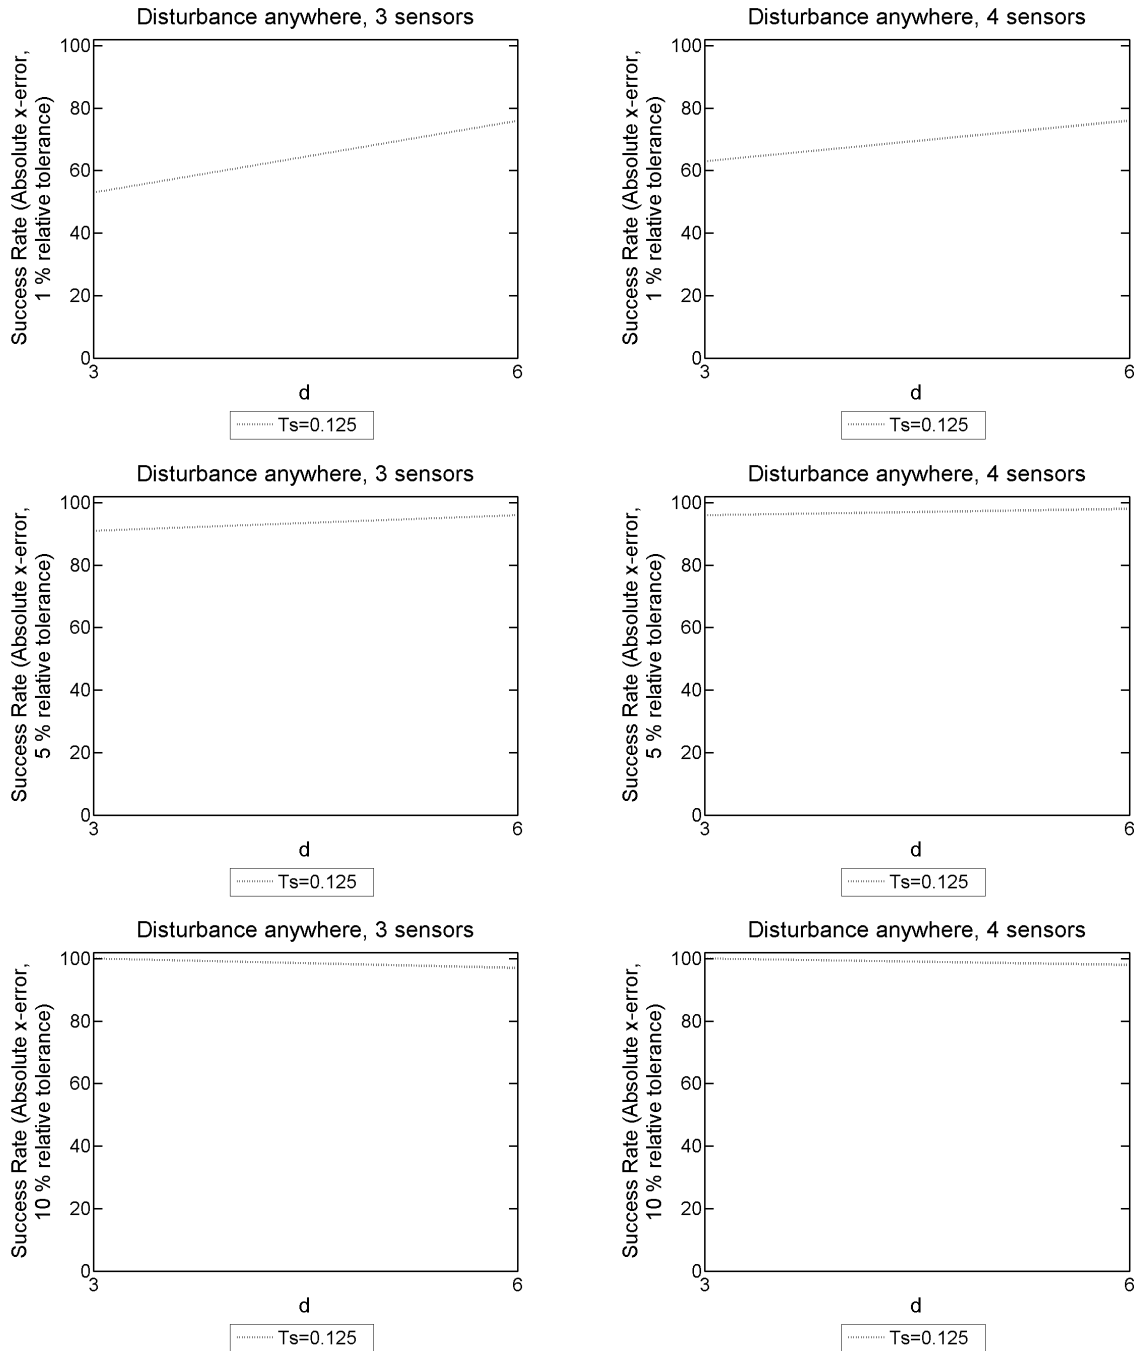 Disturbance anywhere, 3 sensors
Success Rate (Absolute x-error,
1 % relative tolerance)
100
80
60
40
20
0
3
6
d
Ts=0.125
Disturbance anywhere, 4 sensors
Success Rate (Absolute x-error,
1 % relative tolerance)
100
80
60
40
20
0
3
6
d
Ts=0.125
Disturbance anywhere, 3 sensors
Success Rate (Absolute x-error,
5 % relative tolerance)
100
80
60
40
20
0
3
6
d
Ts=0.125
Disturbance anywhere, 4 sensors
Success Rate (Absolute x-error,
5 % relative tolerance)
100
80
60
40
20
0
3
6
d
Ts=0.125
Disturbance anywhere, 3 sensors
Success Rate (Absolute x-error,
10 % relative tolerance)
100
80
60
40
20
0
3
6
d
Ts=0.125
Disturbance anywhere, 4 sensors
Success Rate (Absolute x-error,
10 % relative tolerance)
100
80
60
40
20
0
3
6
d
Ts=0.125